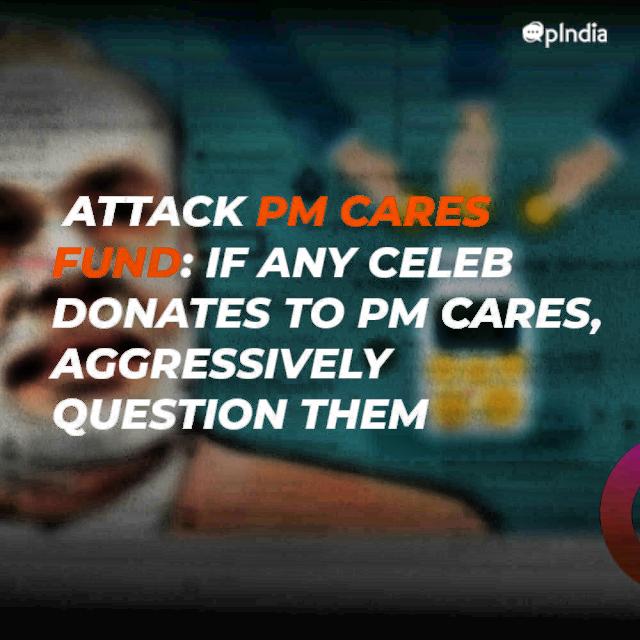 OpIndia
ATTACK PM CARES
FUND: IF ANY CELEB
DONATES TO PM CARES,
AGGRESSIVELY
QUESTION THEM